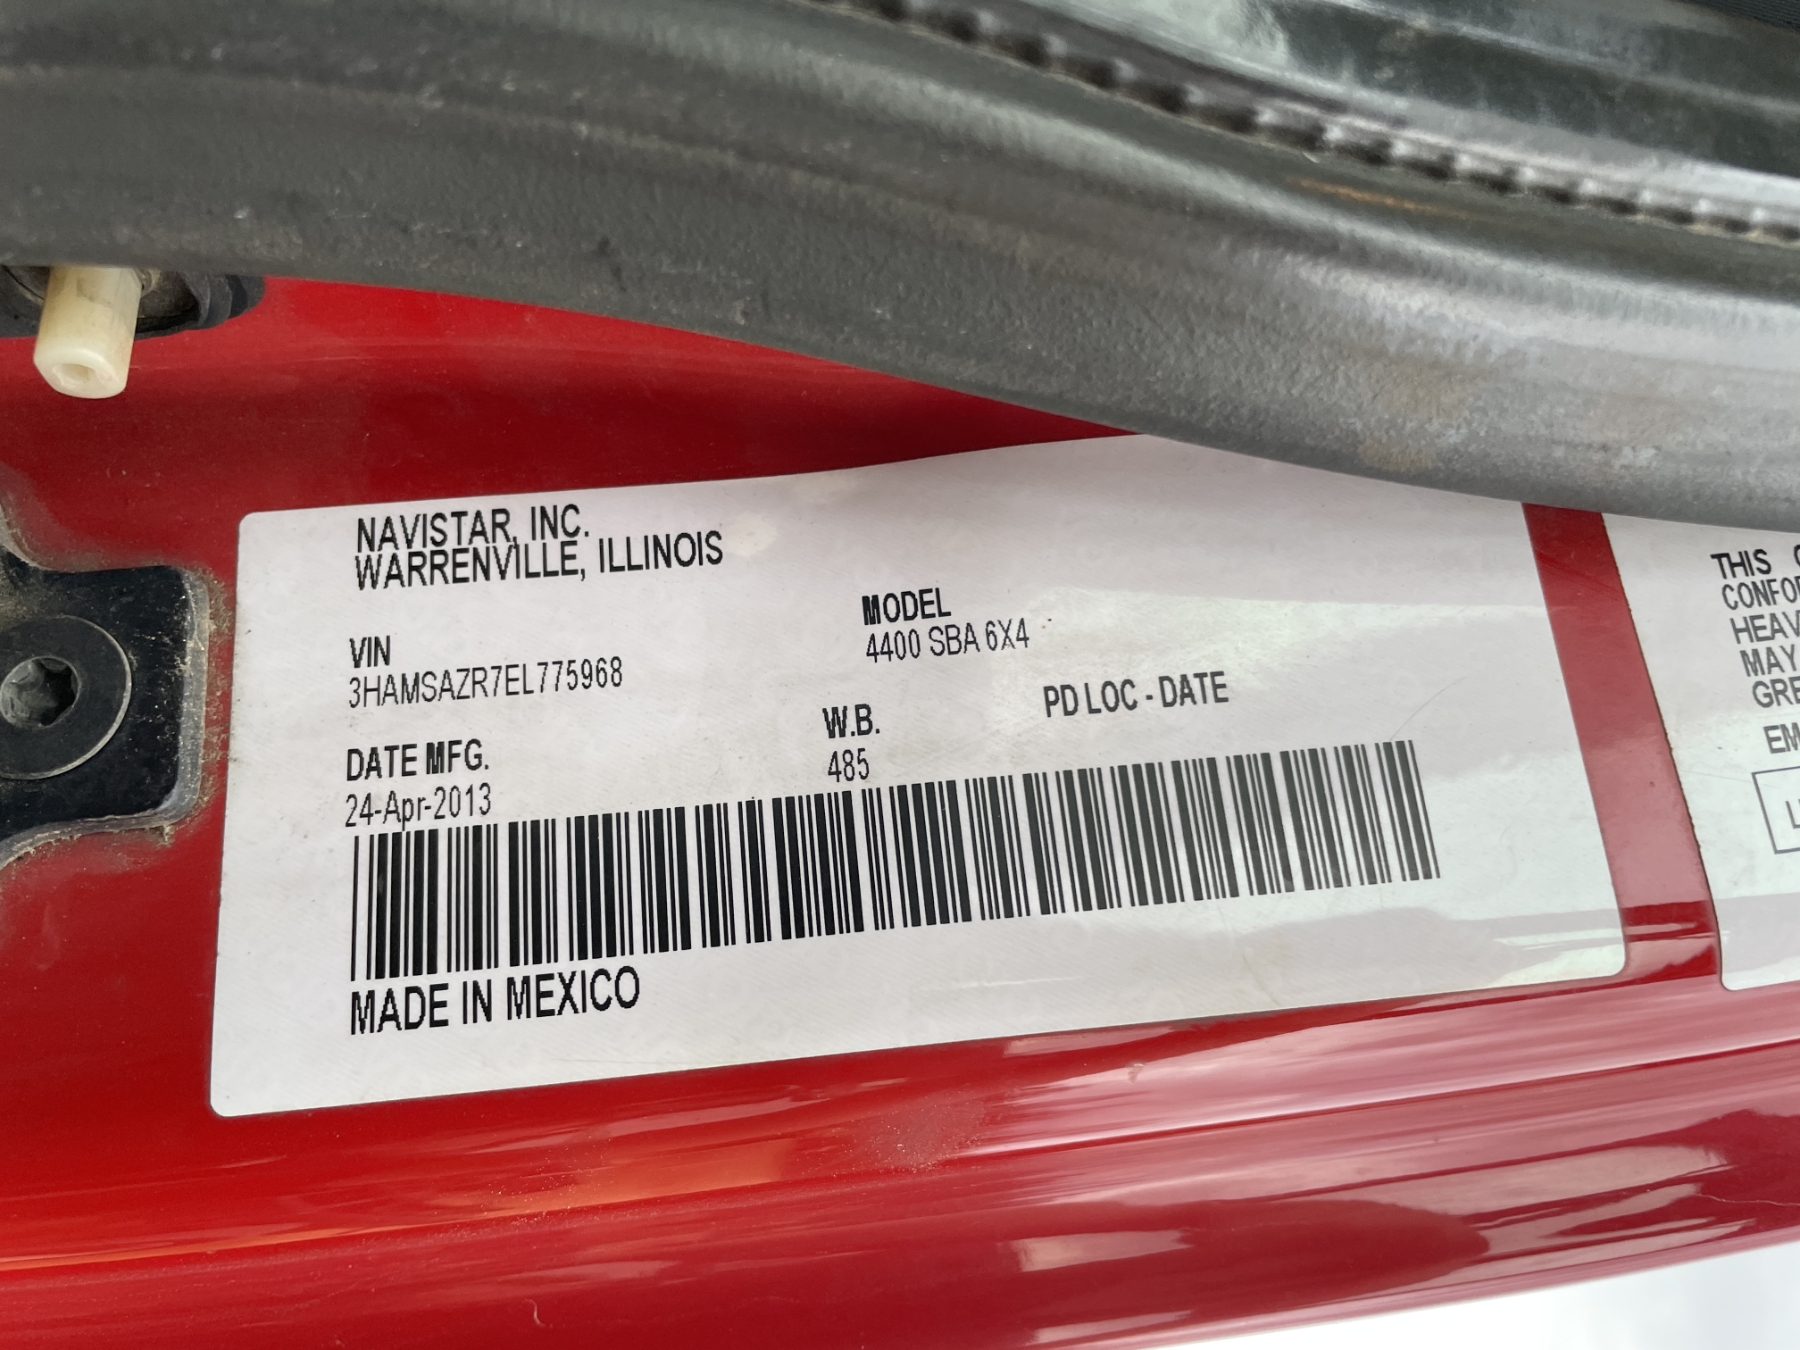 NAVISTAR, INC.
WARRENVILLE, ILLINOIS
VIN
3HAMSAZR7EL775968
MODEL
4400 SBA 6X4
DATE MFG.
24-Apr-2013
W.B.
485
PD LOC - DATE
MADE IN MEXICO
THIS
CONFO
HEAV
MAY
GRE
EM